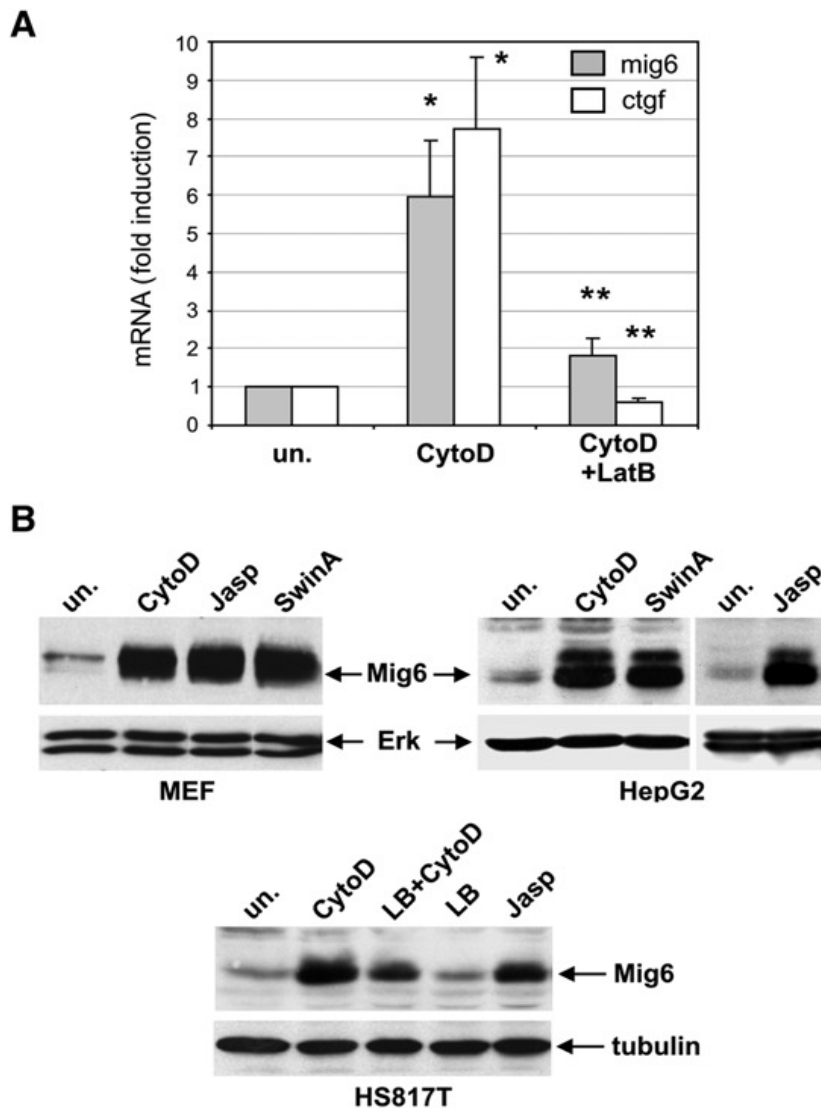 A
10
9
8
7
6
5
4
3
2
1
0
mRNA (fold induction)
* *
** **
mig6
ctgf
un. CytoD CytoD
+LatB
B
un. CytoD Jasp SwinA
un. CytoD SwinA un. Jasp
Mig6
Erk
MEF HepG2
un. CytoD LB+CytoD LB Jasp
Mig6
tubulin
HS817T